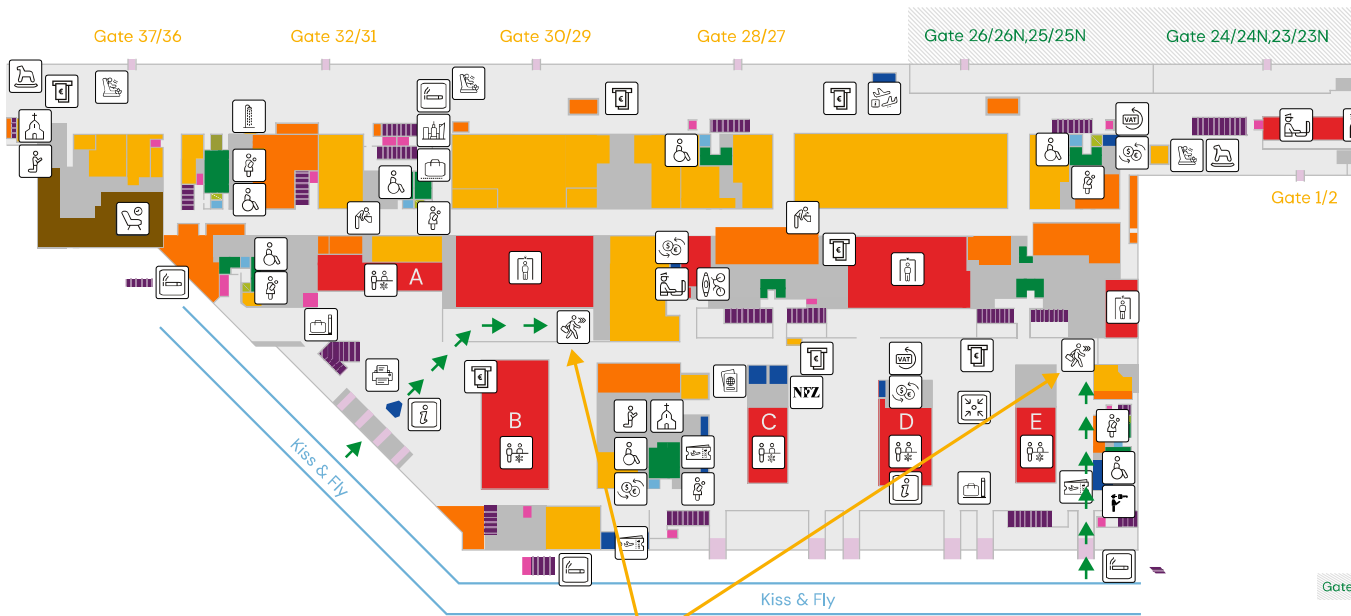 Gate 37/36
Gate 32/31
Gate 30/29
Gate 28/27
Gate 26/26N,25/25N
Gate 24/24N,23/23N
€
€
€
VAT
$ €
Gate 1/2
$ €
€
A
i
€
B
€
NFZ
C
VAT
$ €
D
i
€
E
$ €
Kiss & Fly
Kiss & Fly
Gate